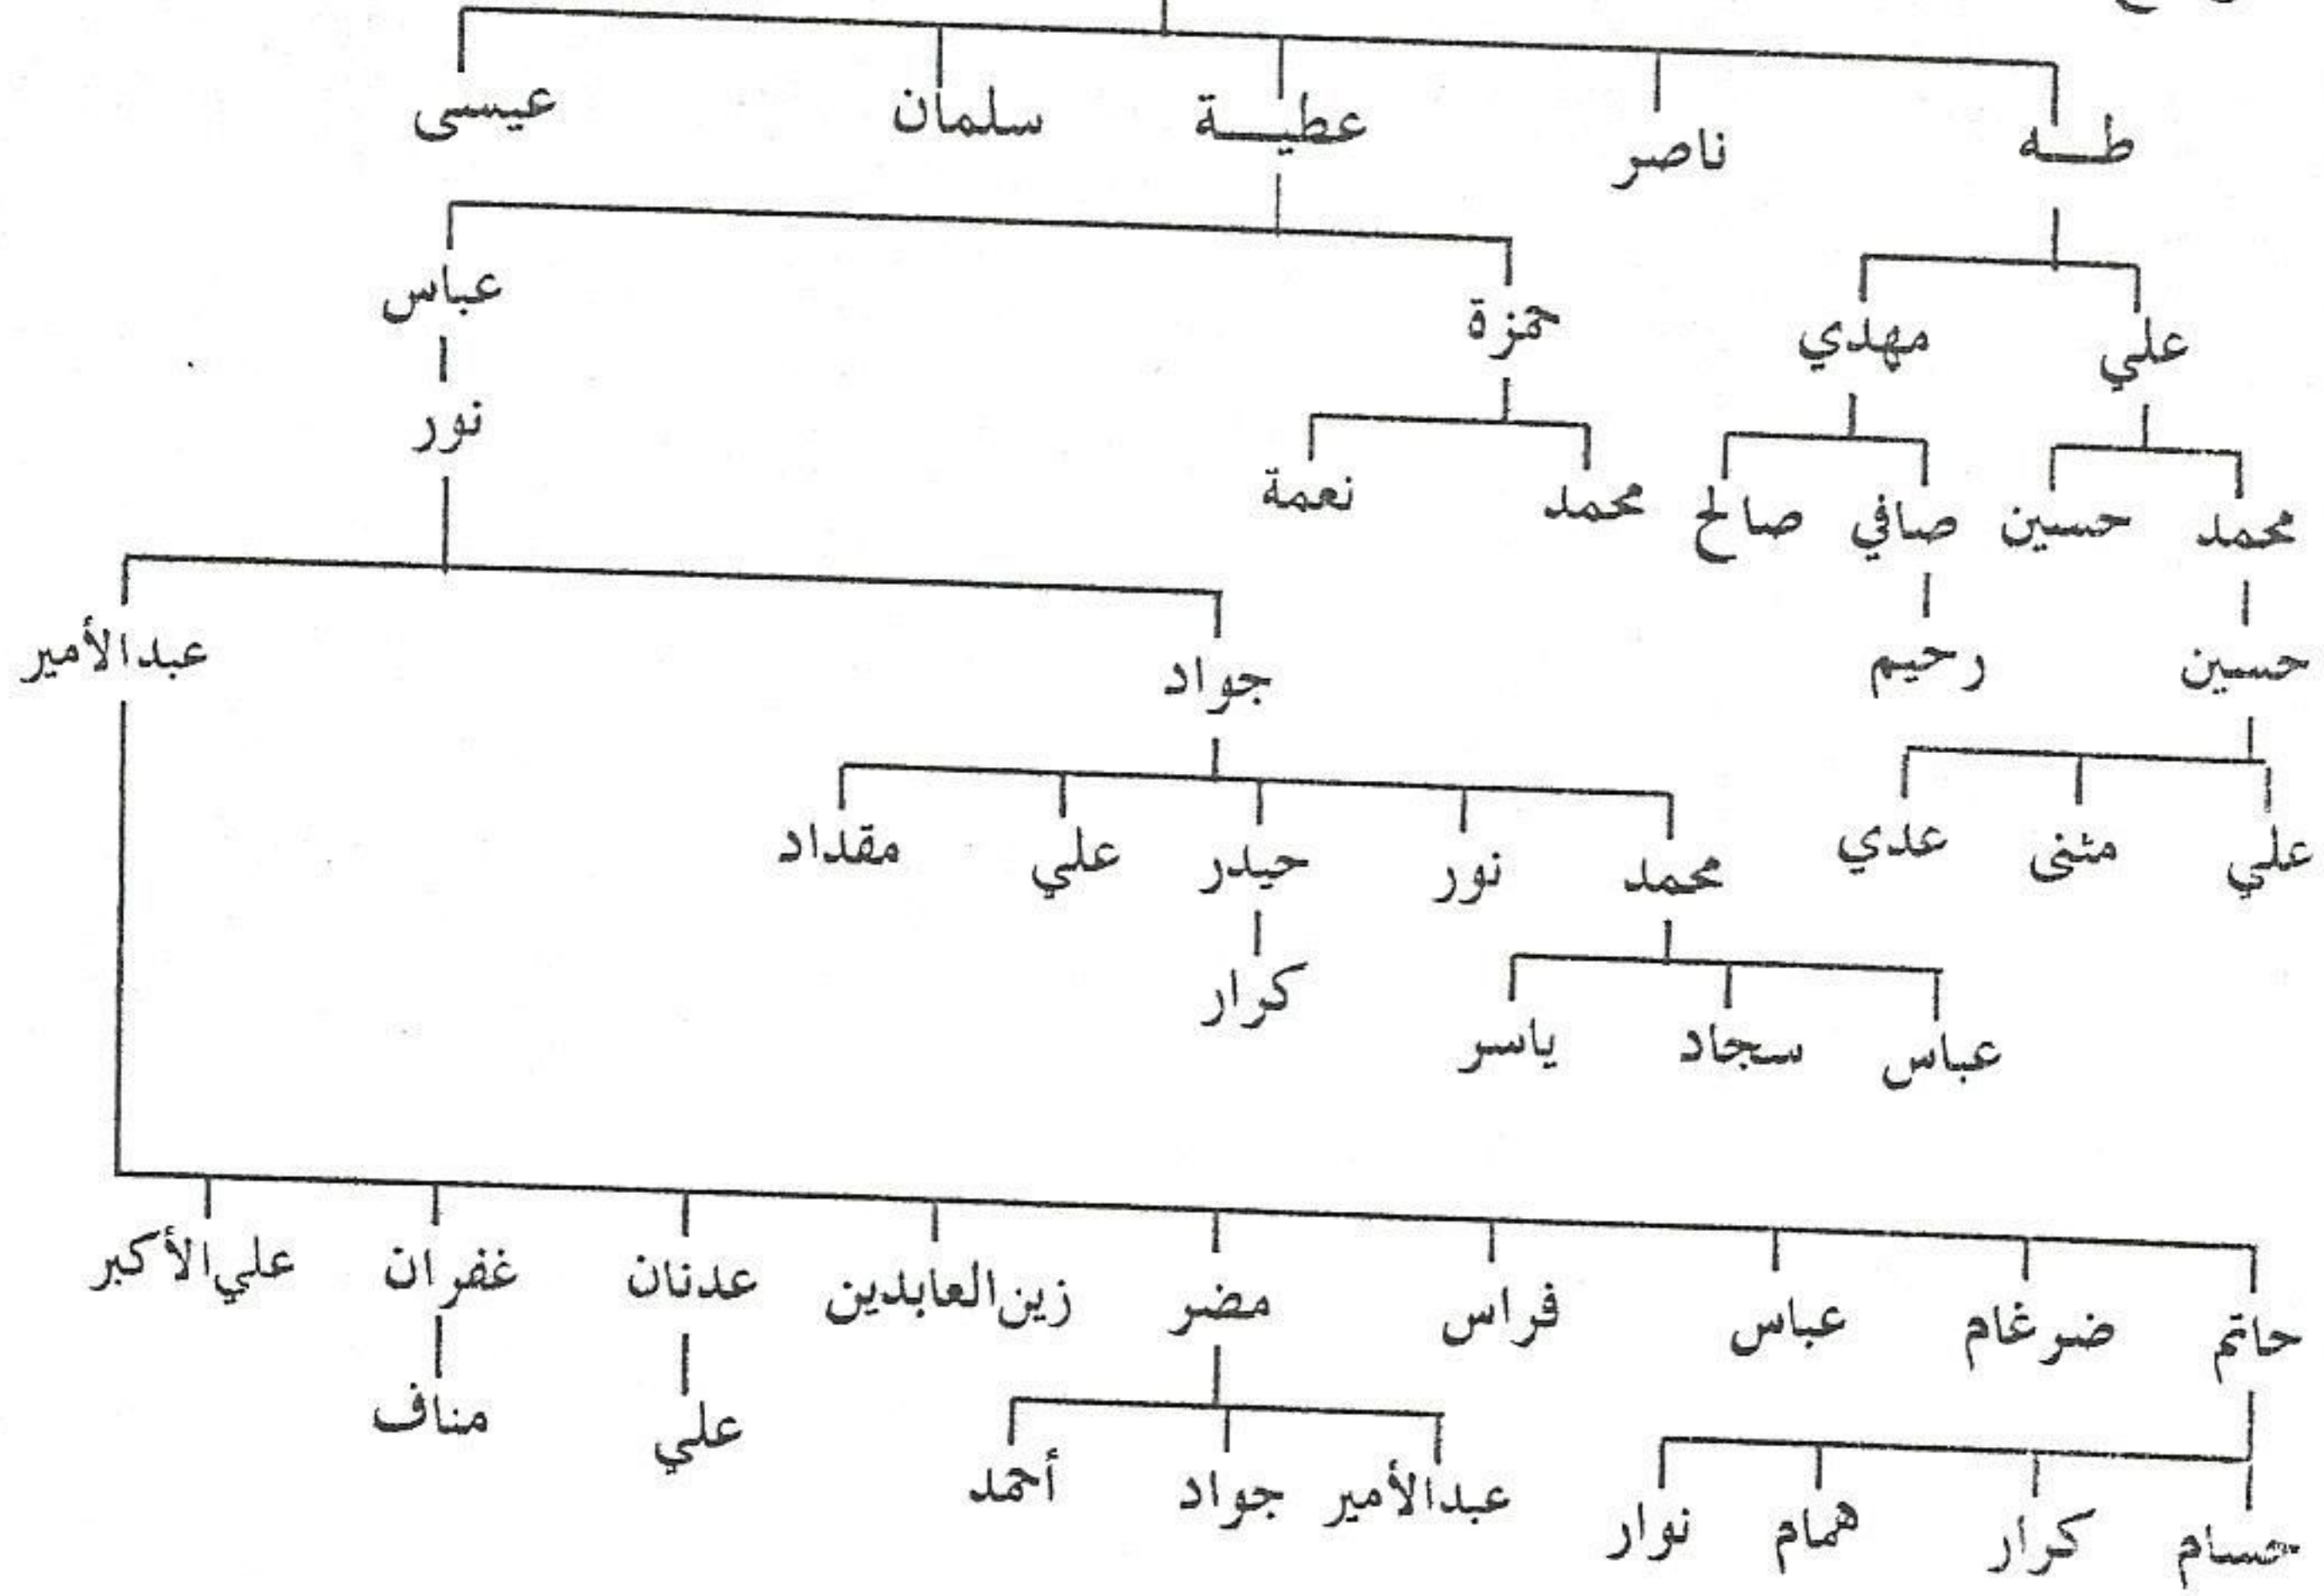 طـــه ناصر عطيـــة سلمان عيسى
علي مهدي حمزة عباس
محمد حسين صافي صالح محمد نعمة نور
حسين رحيم جواد عبدالأمير
علي مثنى عدي محمد نور حيدر علي مقداد
عباس سجاد ياسر كرار
حاتم ضرغام عباس فراس مضر زين العابدين عدنان غفران علي الأكبر
حسام كرار همام نوار عبدالأمير جواد أحمد علي مناف